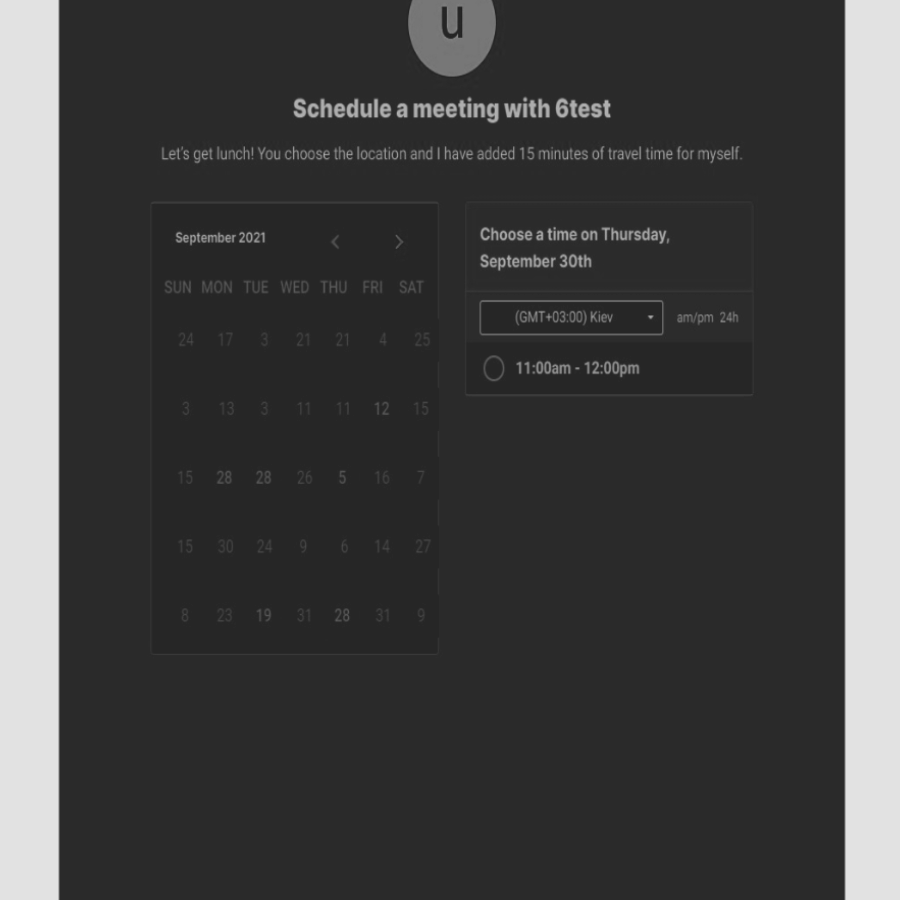 u
Schedule a meeting with 6test
Let's get lunch! You choose the location and I have added 15 minutes of travel time for myself.
September 2021
SUN MON TUE WED THU FRI SAT
24 17 3 21 21 4 25
3 13 3 11 11 12 15
15 28 28 26 5 16 7
15 30 24 9 6 14 27
8 23 19 31 28 31 9
Choose a time on Thursday,
September 30th
(GMT+03:00) Kiev am/pm 24h
11:00am - 12:00pm